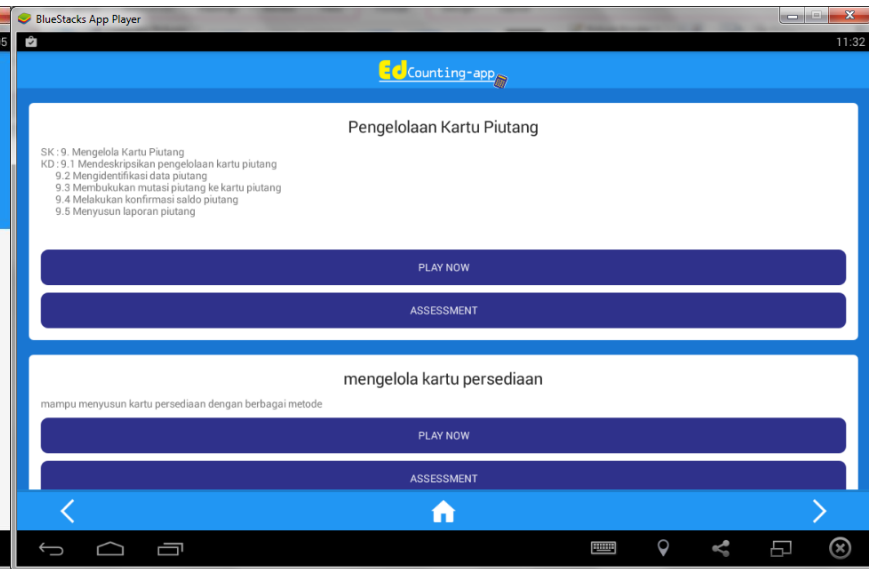 BlueStacks App Player
11:32
EdCounting-app
Pengelolaan Kartu Piutang
SK : 9. Mengelola Kartu Piutang
KD : 9.1 Mendeskripsikan pengelolaan kartu piutang
9.2 Mengidentifikasi data piutang
9.3 Membukukan mutasi piutang ke kartu piutang
9.4 Melakukan konfirmasi saldo piutang
9.5 Menyusun laporan piutang
PLAY NOW
ASSESSMENT
mengelola kartu persediaan
mampu menyusun kartu persediaan dengan berbagai metode
PLAY NOW
ASSESSMENT